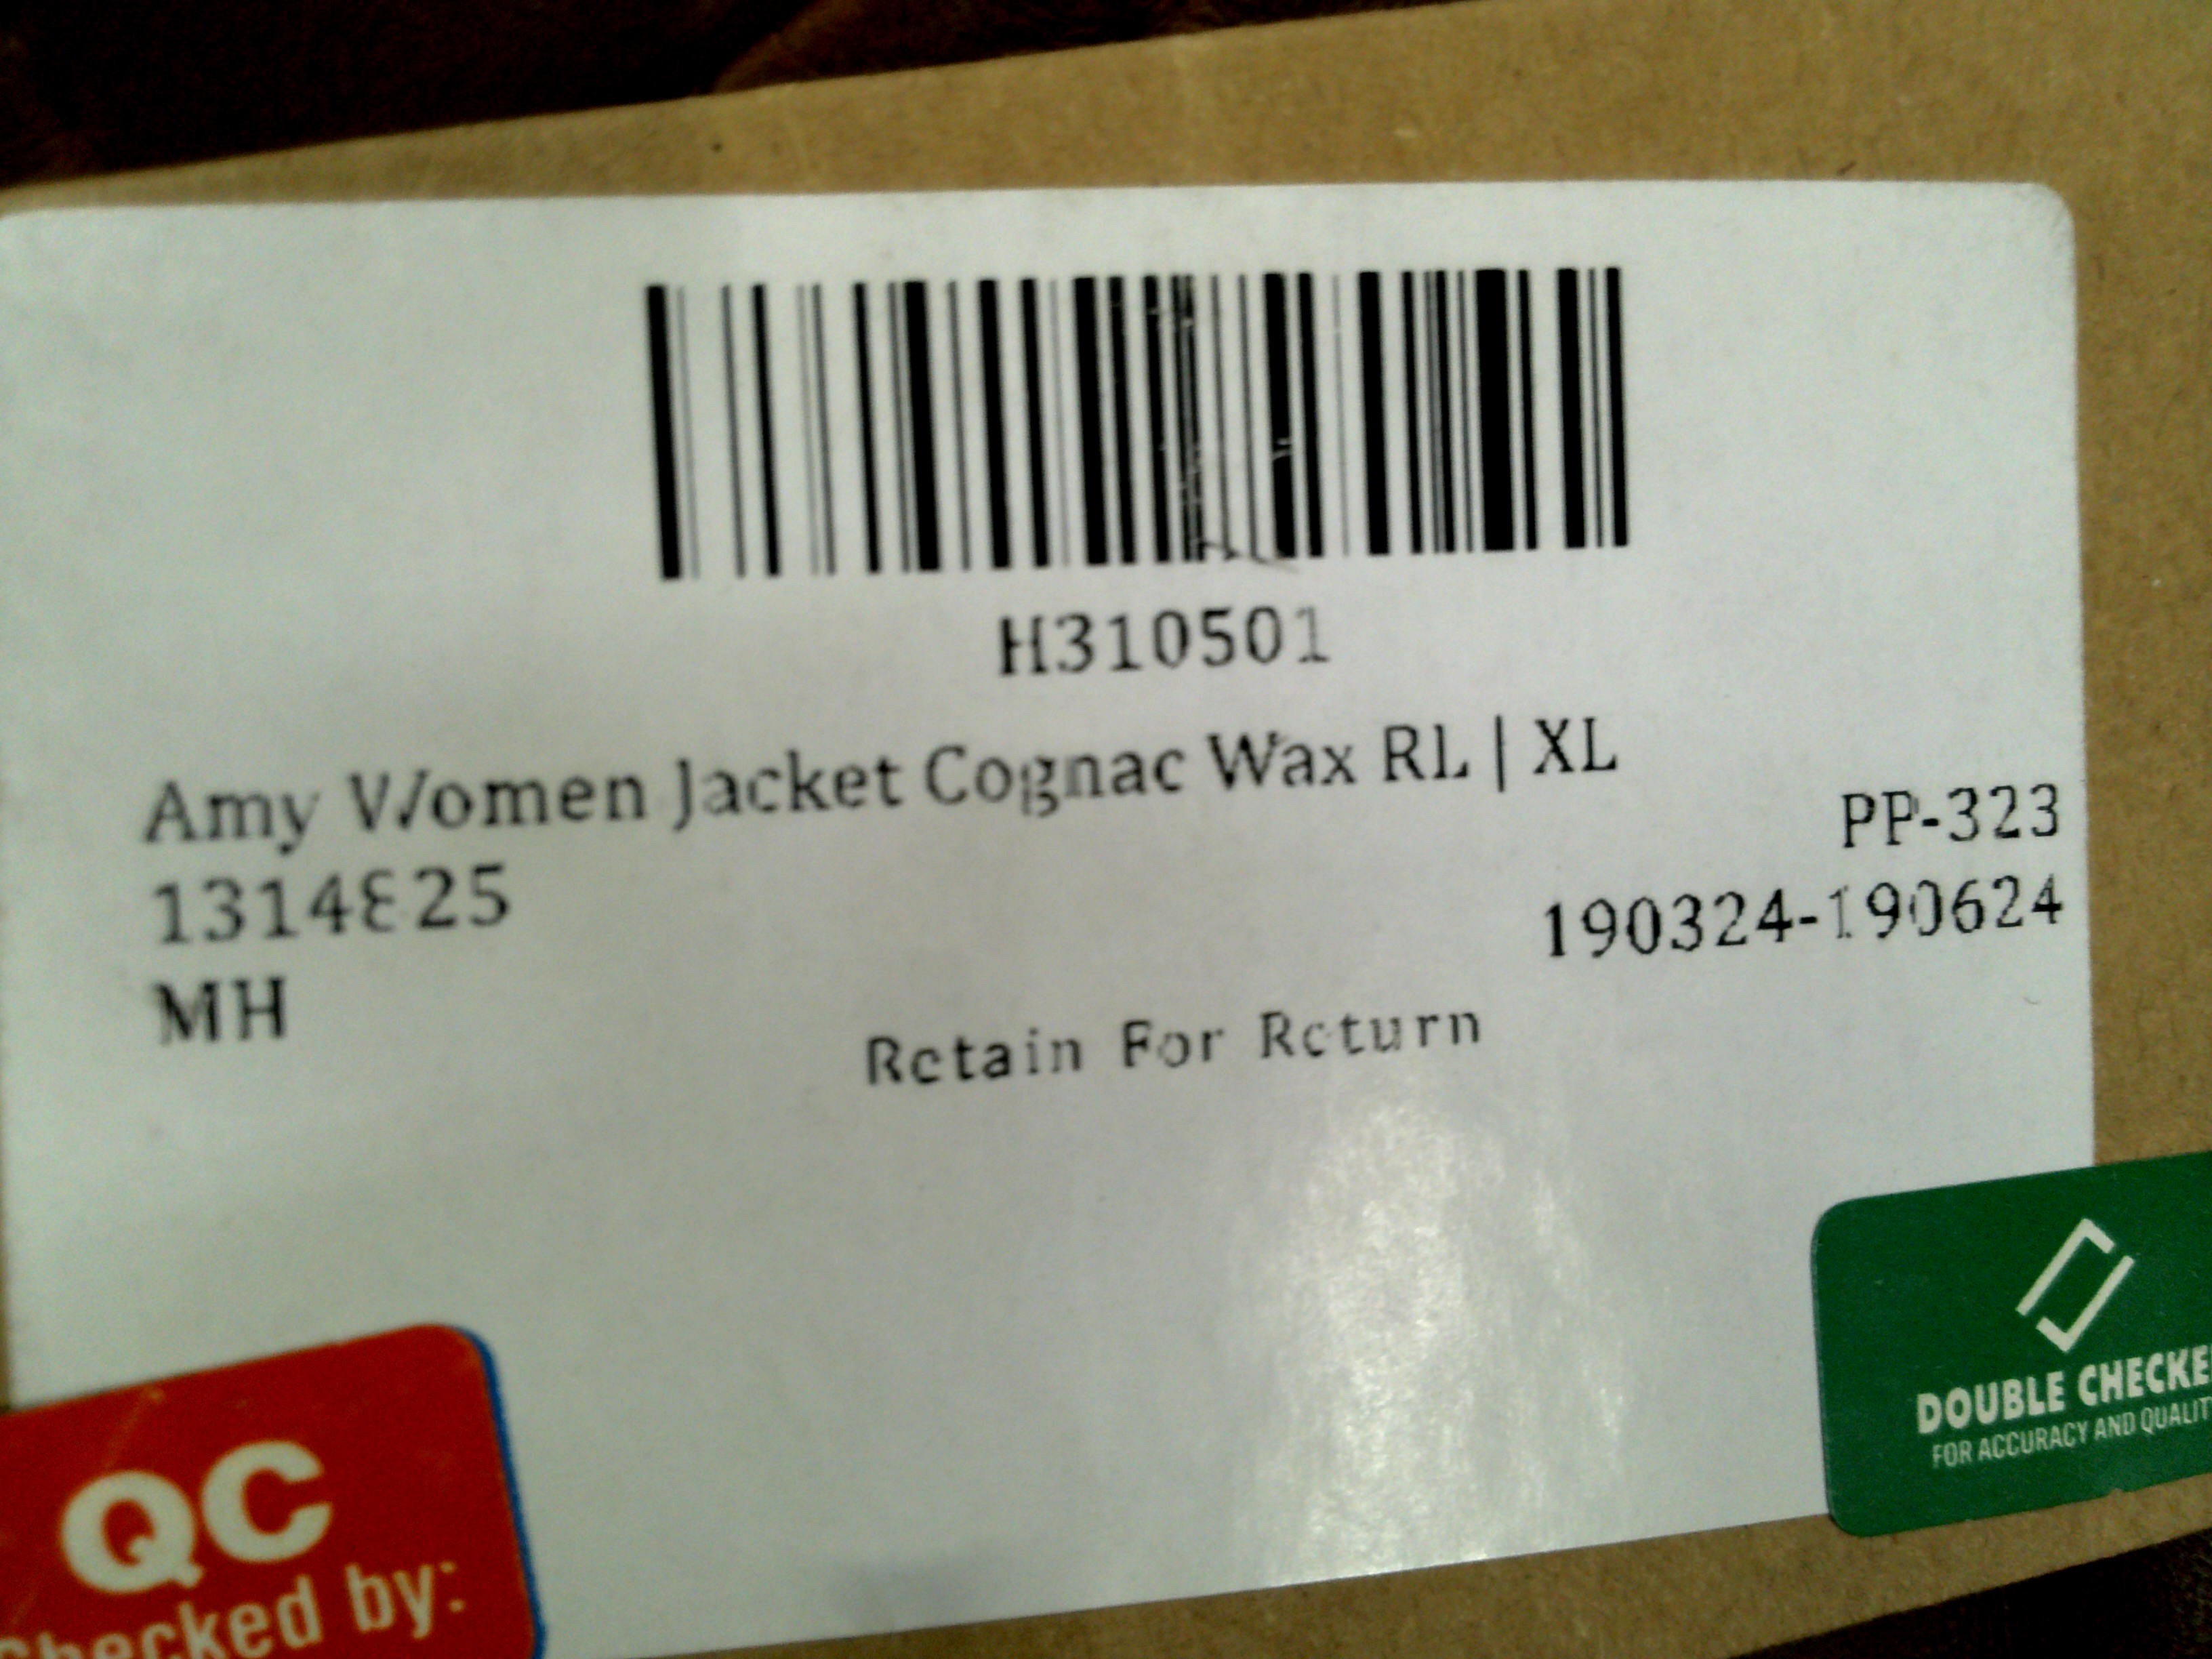 H310501
Amy Women Jacket Cognac Wax RL | XL
PP-323
1314825
190324-190624
MH
Retain For Return
QC
Checked by:
DOUBLE CHECKE
FOR ACCURACY AND QUALIT